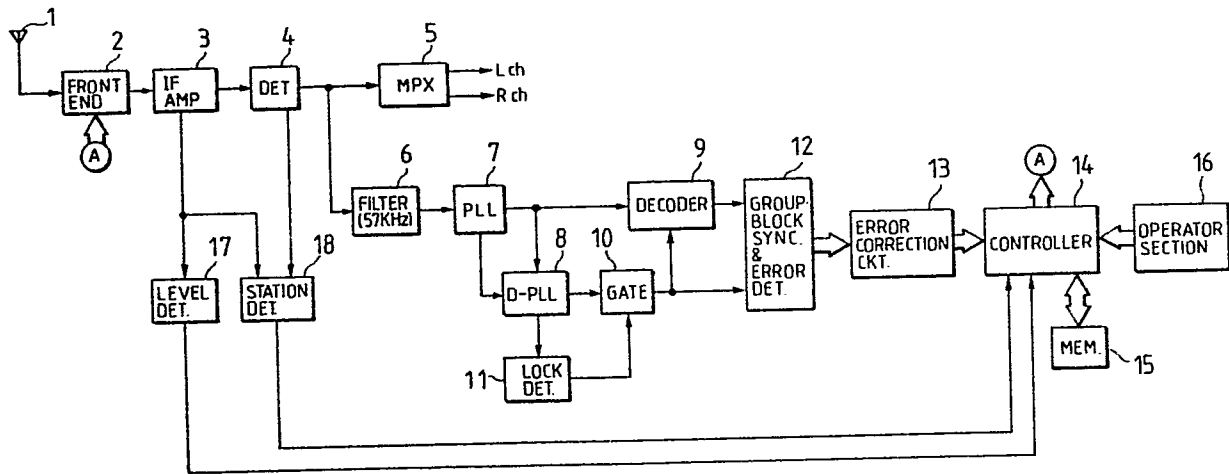 1
2
3
4
5
FRONT
END
IF
AMP
DET
MPX
L ch
R ch
A
6
7
9
12
A
14
13
16
FILTER
(57KHz)
PLL
DECODER
GROUP-
BLOCK
SYNC.
&
ERROR
DET.
ERROR
CORRECTION
CKT.
CONTROLLER
OPERATOR
SECTION
8
10
17
18
LEVEL
DET.
STATION
DET.
D-PLL
GATE
11
LOCK
DET.
MEM.
15